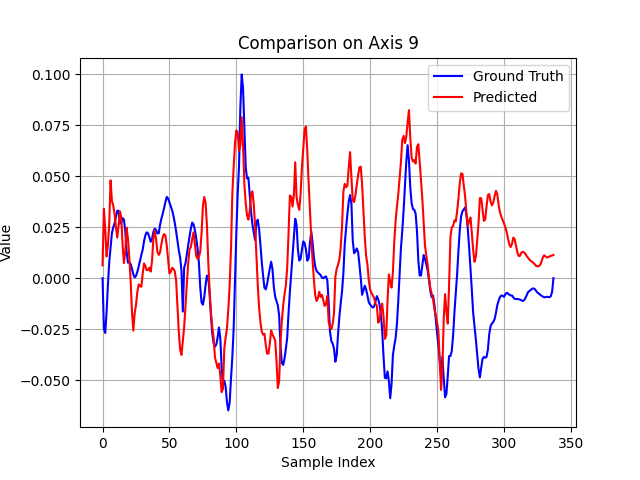 Comparison on Axis 9
Ground Truth
Predicted
0.100
0.075
0.050
0.025
0.000
−0.025
−0.050
Value
0 50 100 150 200 250 300 350
Sample Index